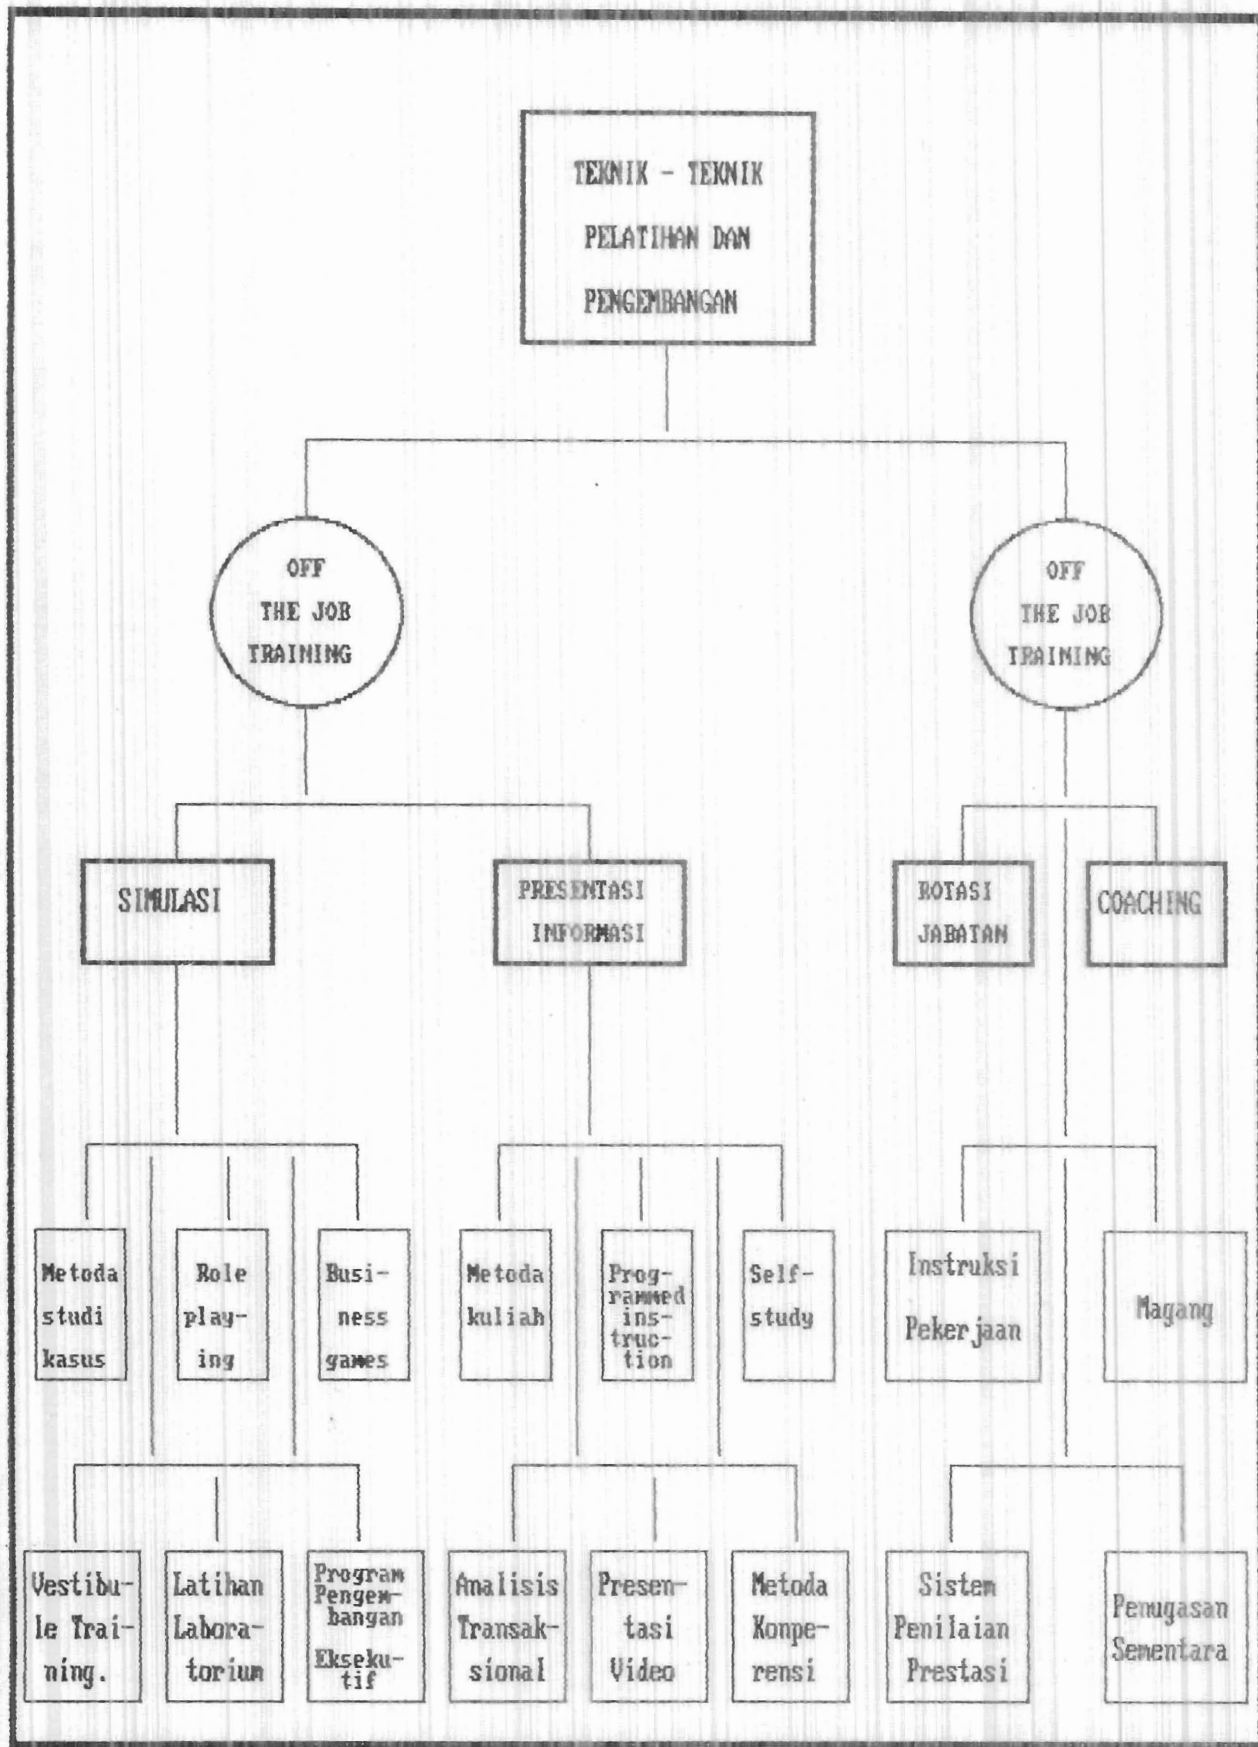 TEKNIK - TEKNIK
PELATIHAN DAN
PENGEMBANGAN
OFF
THE JOB
TRAINING
OFF
THE JOB
TRAINING
SIMULASI
PRESENTASI
INFORMASI
ROTASI
JABATAN
COACHING
Metoda
studi
kasus
Role
play-
ing
Busi-
ness
games
Metoda
kuliah
Prog-
rammed
ins-
truc-
tion
Self-
study
Instruksi
Pekerjaan
Magang
Vestibu-
le Trai-
ning.
Latihan
Labora-
torium
Program
Pengem-
bangan
Ekseku-
tif
Analisis
Transak-
sional
Presen-
tasi
Video
Metoda
Konpe-
rensi
Sistem
Penilaian
Prestasi
Penugasan
Sementara